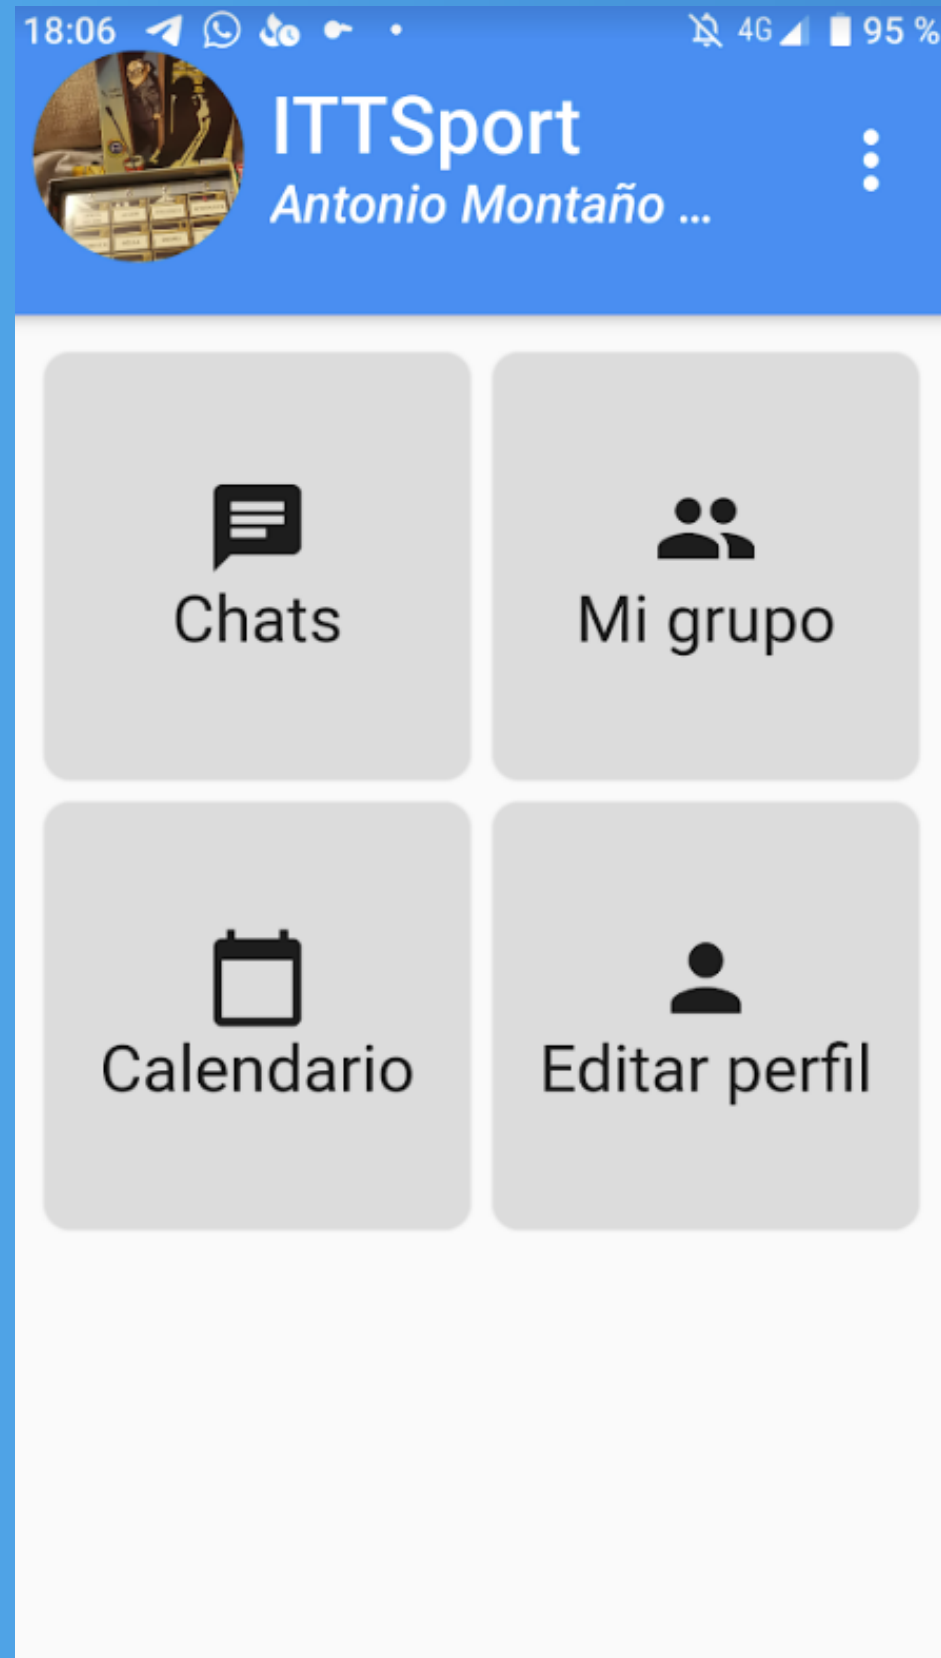 18:06 4G 95 %
ITTSport
Antonio Montaño ...
Chats
Mi grupo
Calendario
Editar perfil